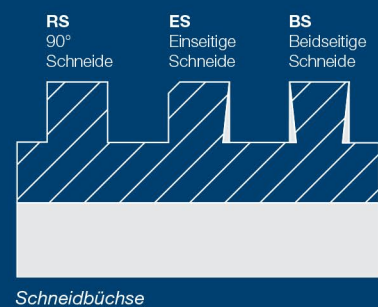 RS
90°
Schneide
ES
Einseitige
Schneide
BS
Beidseitige
Schneide
Schneidbüchse